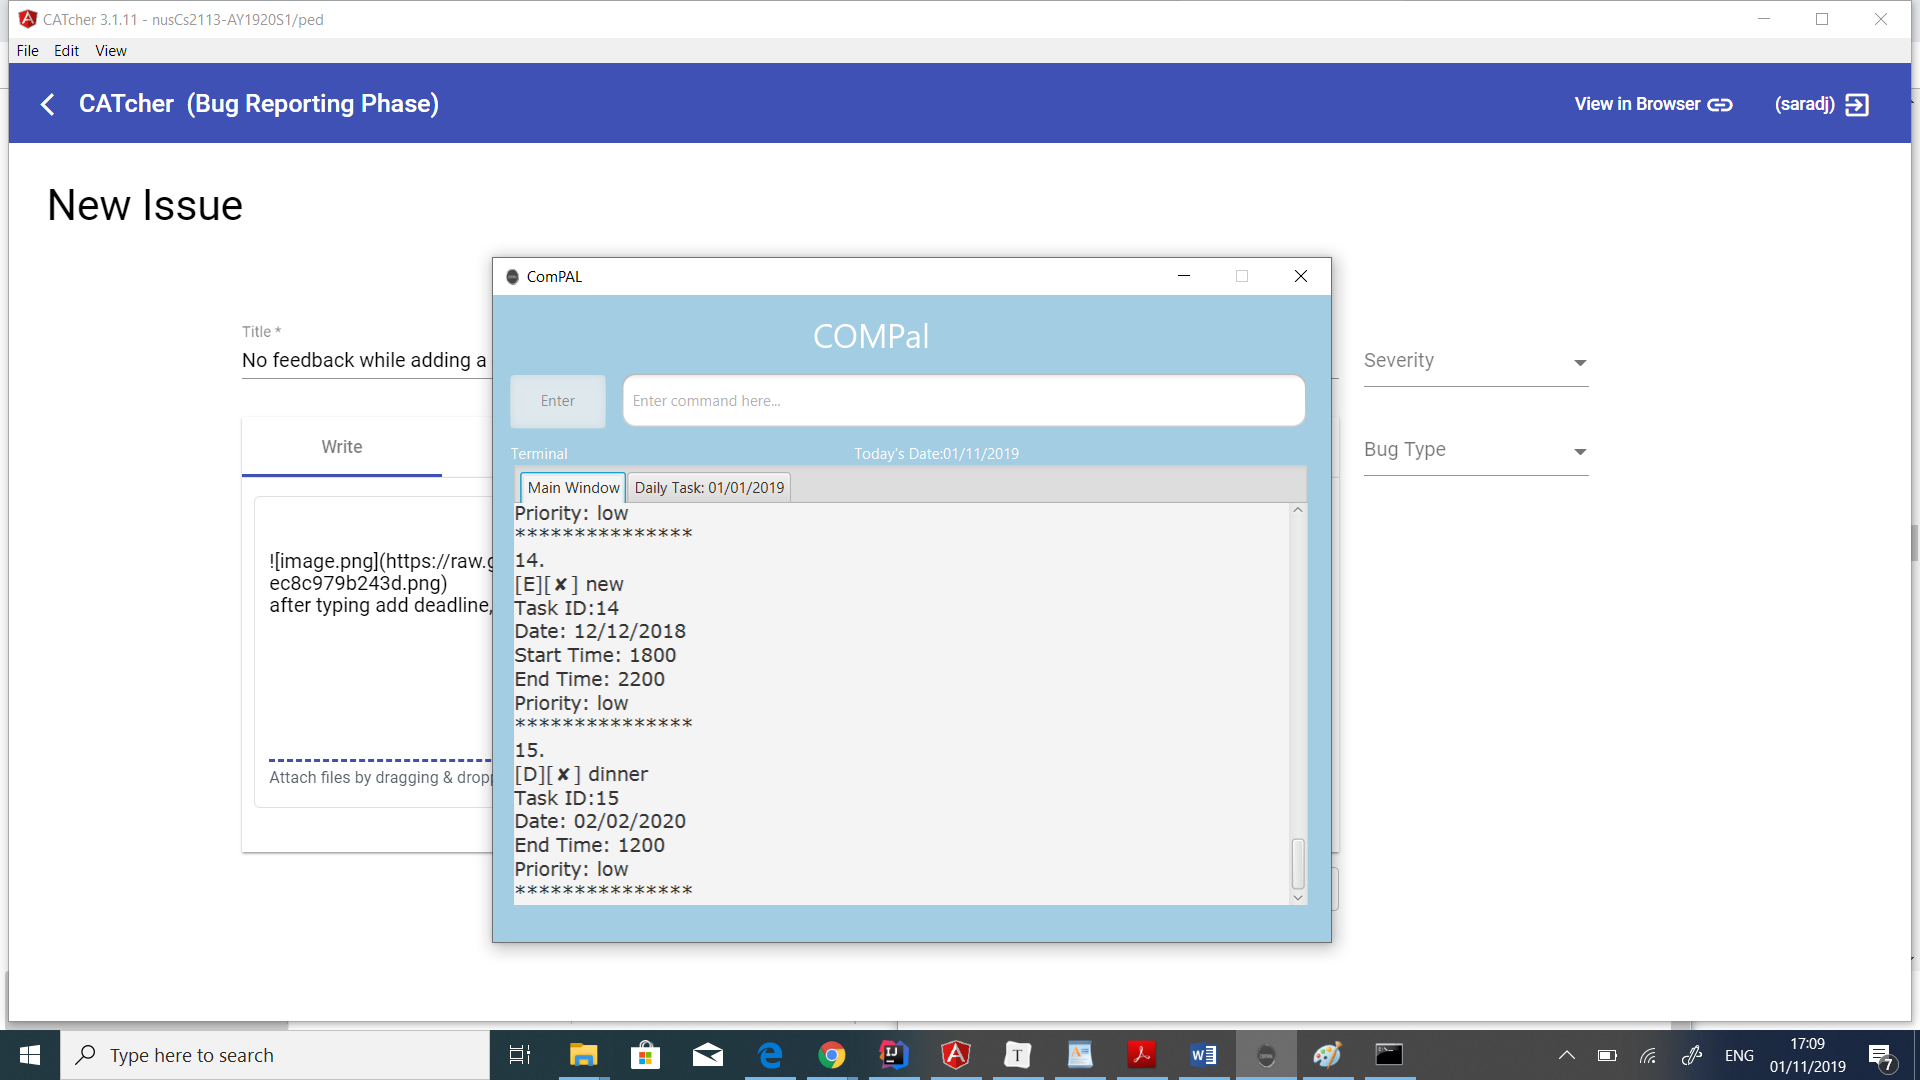 CATcher 3.1.11 - nusCs2113-AY1920S1/ped
File Edit View
CATcher (Bug Reporting Phase)
View in Browser
(saradj)
New Issue
Title *
No feedback while adding a
Severity
Write
Bug Type
![image.png](https://raw.g
ec8c979b243d.png)
after typing add deadline,
Attach files by dragging & dropp
ComPAL
COMPal
Enter
Enter command here...
Terminal
Today's Date:01/11/2019
Main Window
Daily Task: 01/01/2019
Priority: low
***************
14.
[E][✘] new
Task ID:14
Date: 12/12/2018
Start Time: 1800
End Time: 2200
Priority: low
***************
15.
[D][✘] dinner
Task ID:15
Date: 02/02/2020
End Time: 1200
Priority: low
***************
Type here to search
ENG
17:09
01/11/2019
7